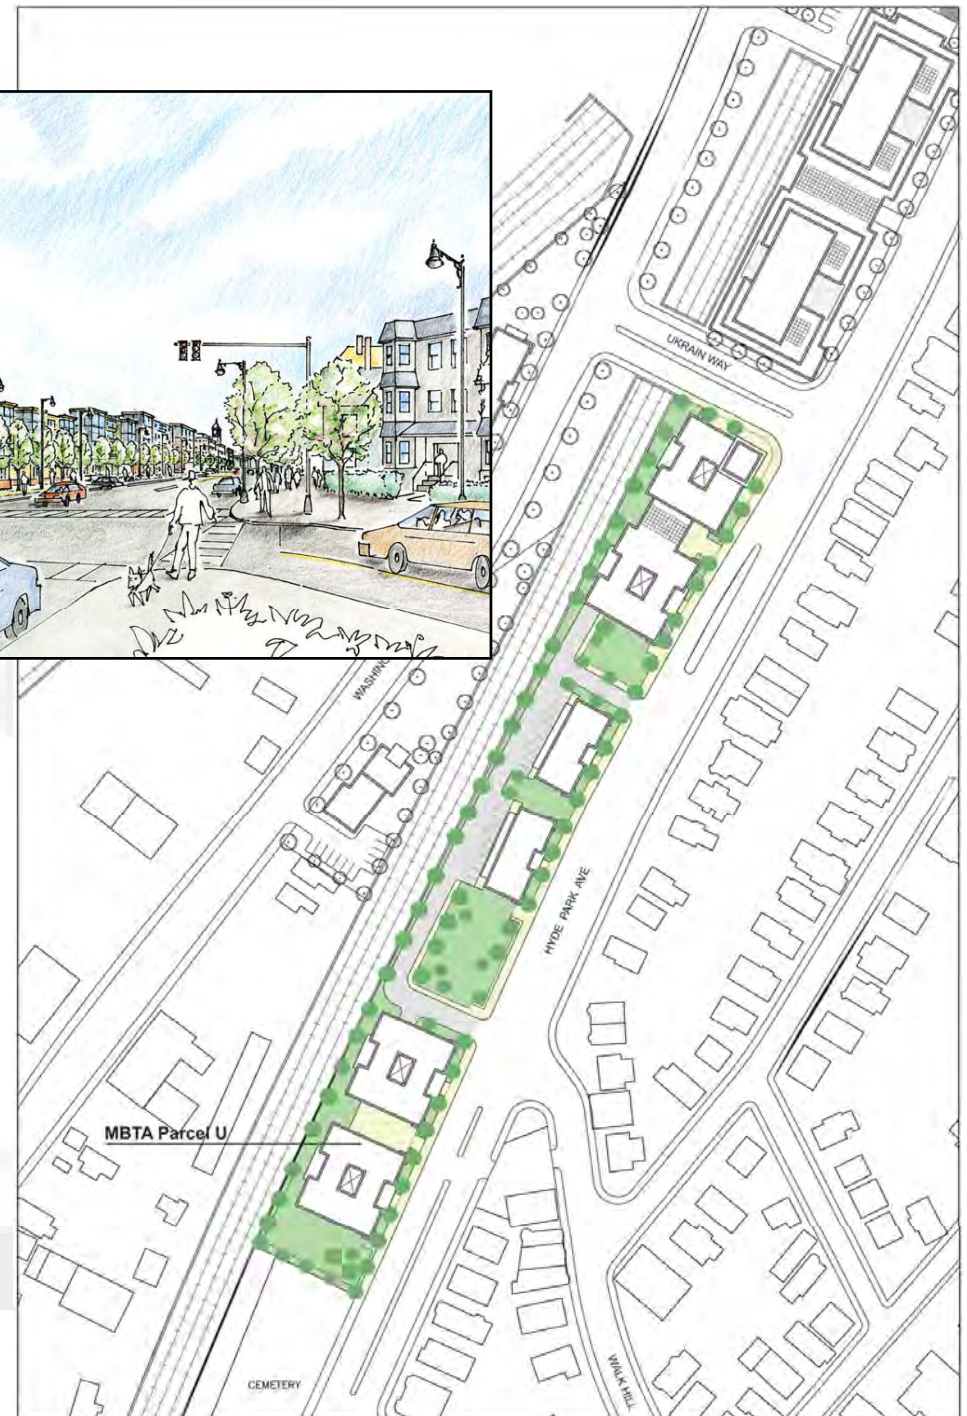 UKRAIN WAY
WASHING
HYDE PARK AVE
MBTA Parcel U
CEMETERY
WALK HILL